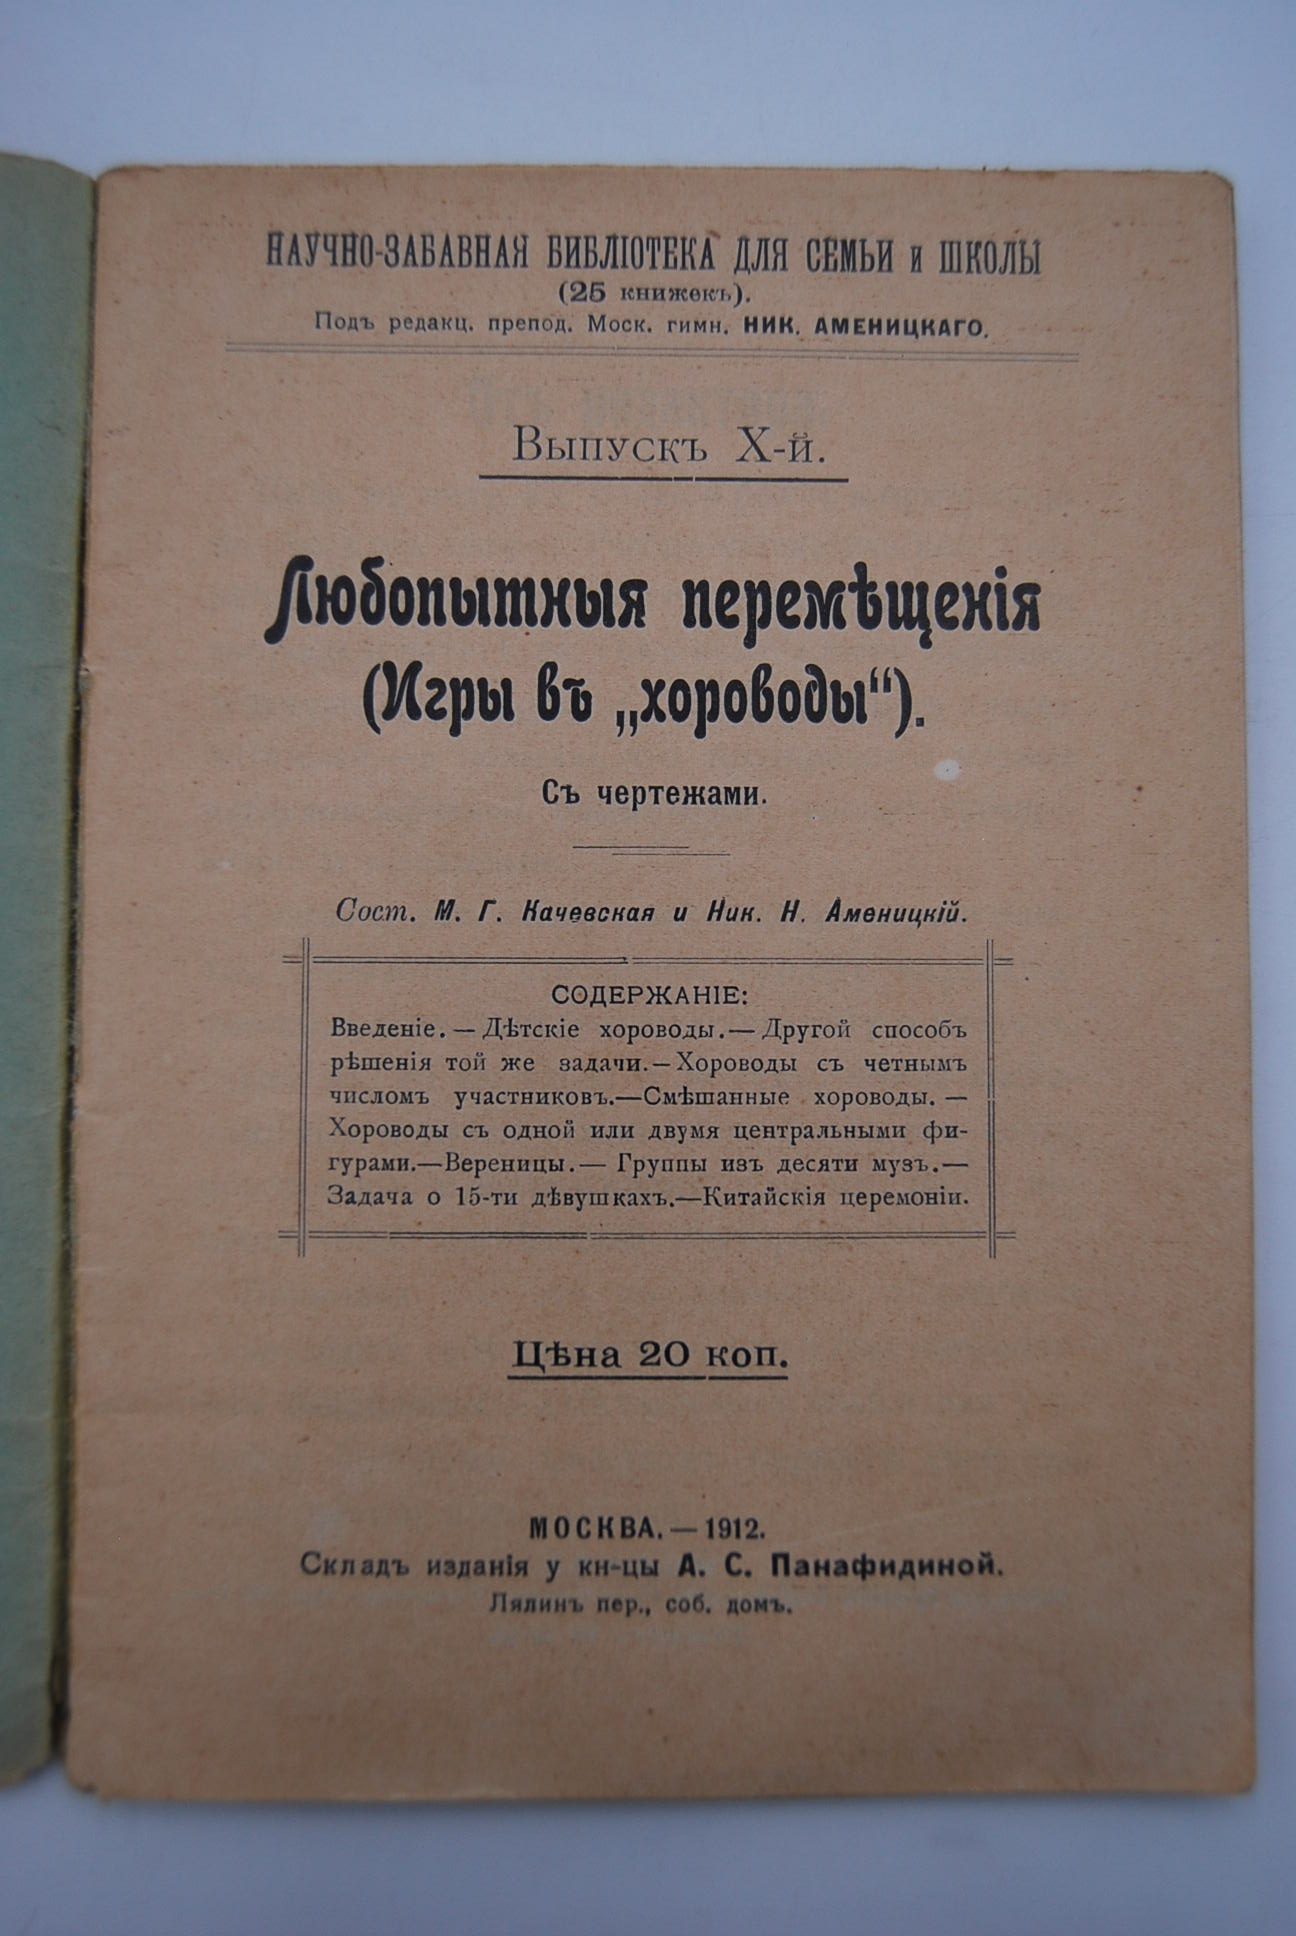 НАУЧНО-ЗАБАВНАЯ БИБЛІОТЕКА ДЛЯ СЕМЬИ и ШКОЛЫ
(25 книжекъ).
Подъ редакц. препод. Моск. гимн. НИК. АМЕНИЦКАГО.
Выпускъ X-й.
Любопытныя перемѣщенія
(Игры въ „хороводы“).
Съ чертежами.
Сост. М. Г. Качевская и Ник. Н. Аменицкій.
СОДЕРЖАНІЕ:
Введеніе. — Дѣтскіе хороводы. — Другой способъ
рѣшенія той же задачи. — Хороводы съ четнымъ
числомъ участниковъ.—Смѣшанные хороводы. —
Хороводы съ одной или двумя центральными фи-
гурами.—Вереницы.— Группы изъ десяти музъ.—
Задача о 15-ти дѣвушкахъ.—Китайскія церемоніи.
Цѣна 20 коп.
МОСКВА. — 1912.
Складъ изданія у кн-цы А. С. Панафидиной.
Лялинъ пер., соб. домъ.